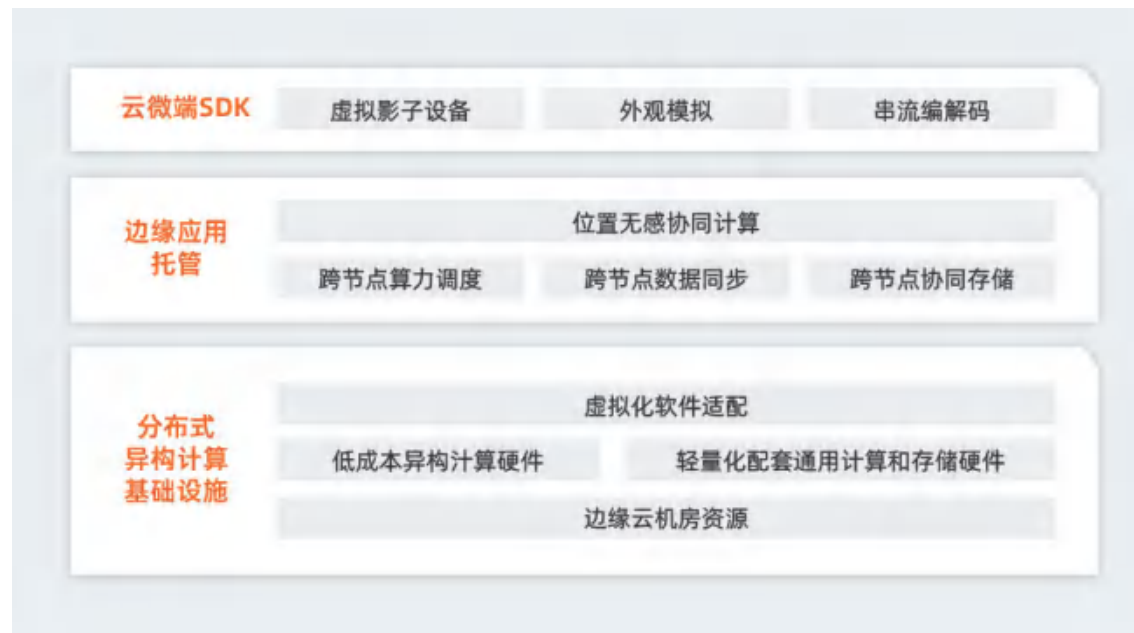 云微端SDK
虚拟影子设备
外观模拟
串流编解码
边缘应用
托管
位置无感协同计算
跨节点算力调度
跨节点数据同步
跨节点协同存储
分布式
异构计算
基础设施
虚拟化软件适配
低成本异构汁算硬件
轻量化配套通用计算和存储硬件
边缘云机房资源